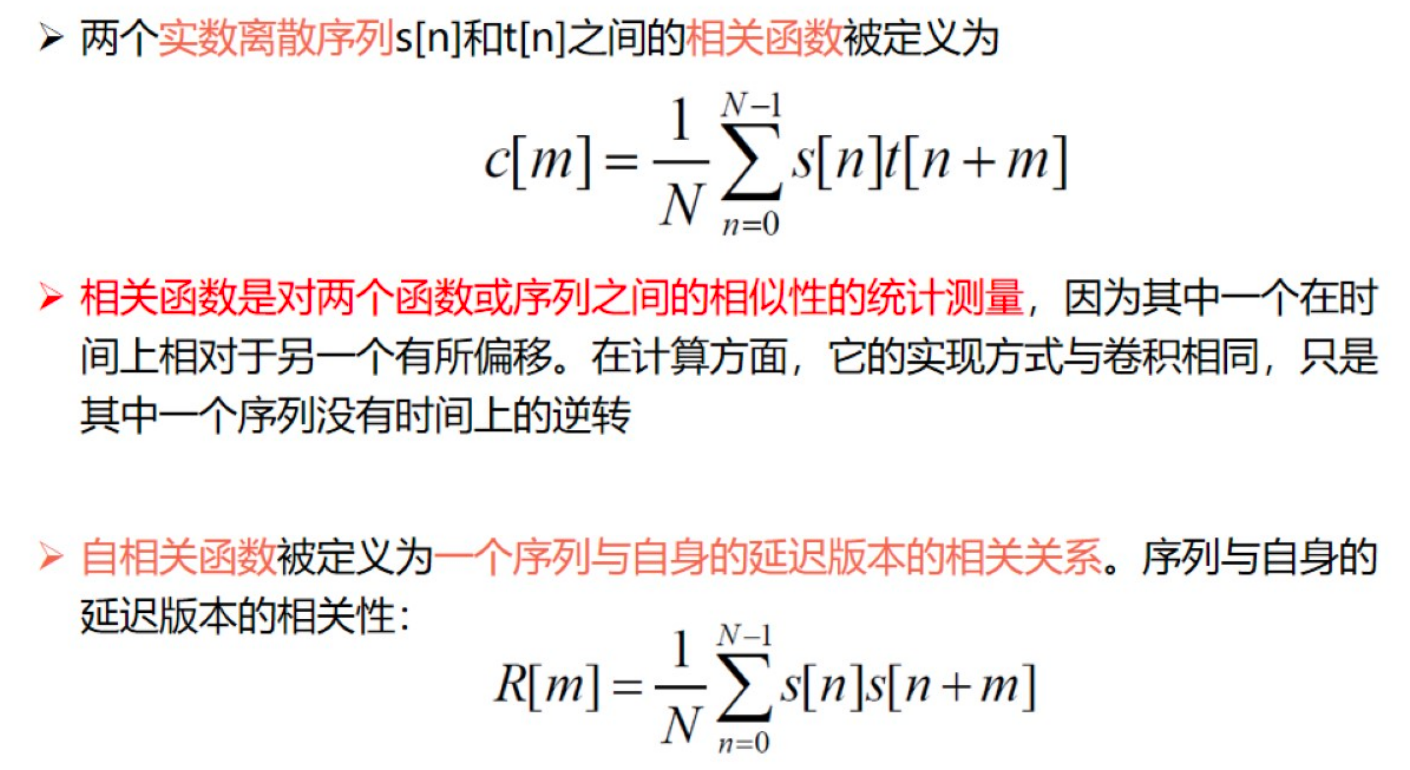 ➢ 两个实数离散序列s[n]和t[n]之间的相关函数被定义为
c[m] = \frac{1}{N} \sum_{n=0}^{N-1} s[n]t[n+m]
➢ 相关函数是对两个函数或序列之间的相似性的统计测量，因为其中一个在时
间上相对于另一个有所偏移。在计算方面，它的实现方式与卷积相同，只是
其中一个序列没有时间上的逆转
➢ 自相关函数被定义为一个序列与自身的延迟版本的相关关系。序列与自身的
延迟版本的相关性：
R[m] = \frac{1}{N} \sum_{n=0}^{N-1} s[n]s[n+m]